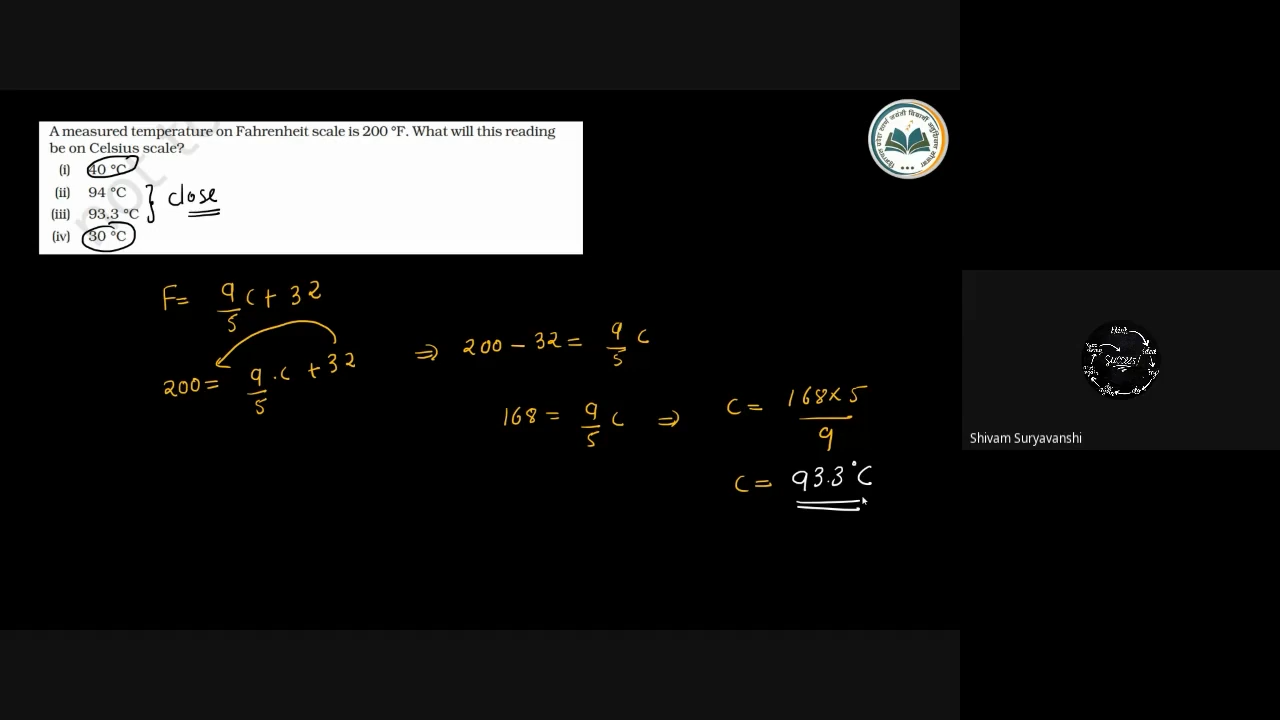 A measured temperature on Fahrenheit scale is 200 °F. What will this reading
be on Celsius scale?
(i) 40 °C
(ii) 94 °C
(iii) 93.3 °C
(iv) 30 °C
} close
F= 9/5 C + 32
200 = 9/5 . C + 32
⇒ 200 - 32 = 9/5 C
168 = 9/5 C ⇒ C = 168 × 5 / 9
C = 93.3°C
Success!
Shivam Suryavanshi